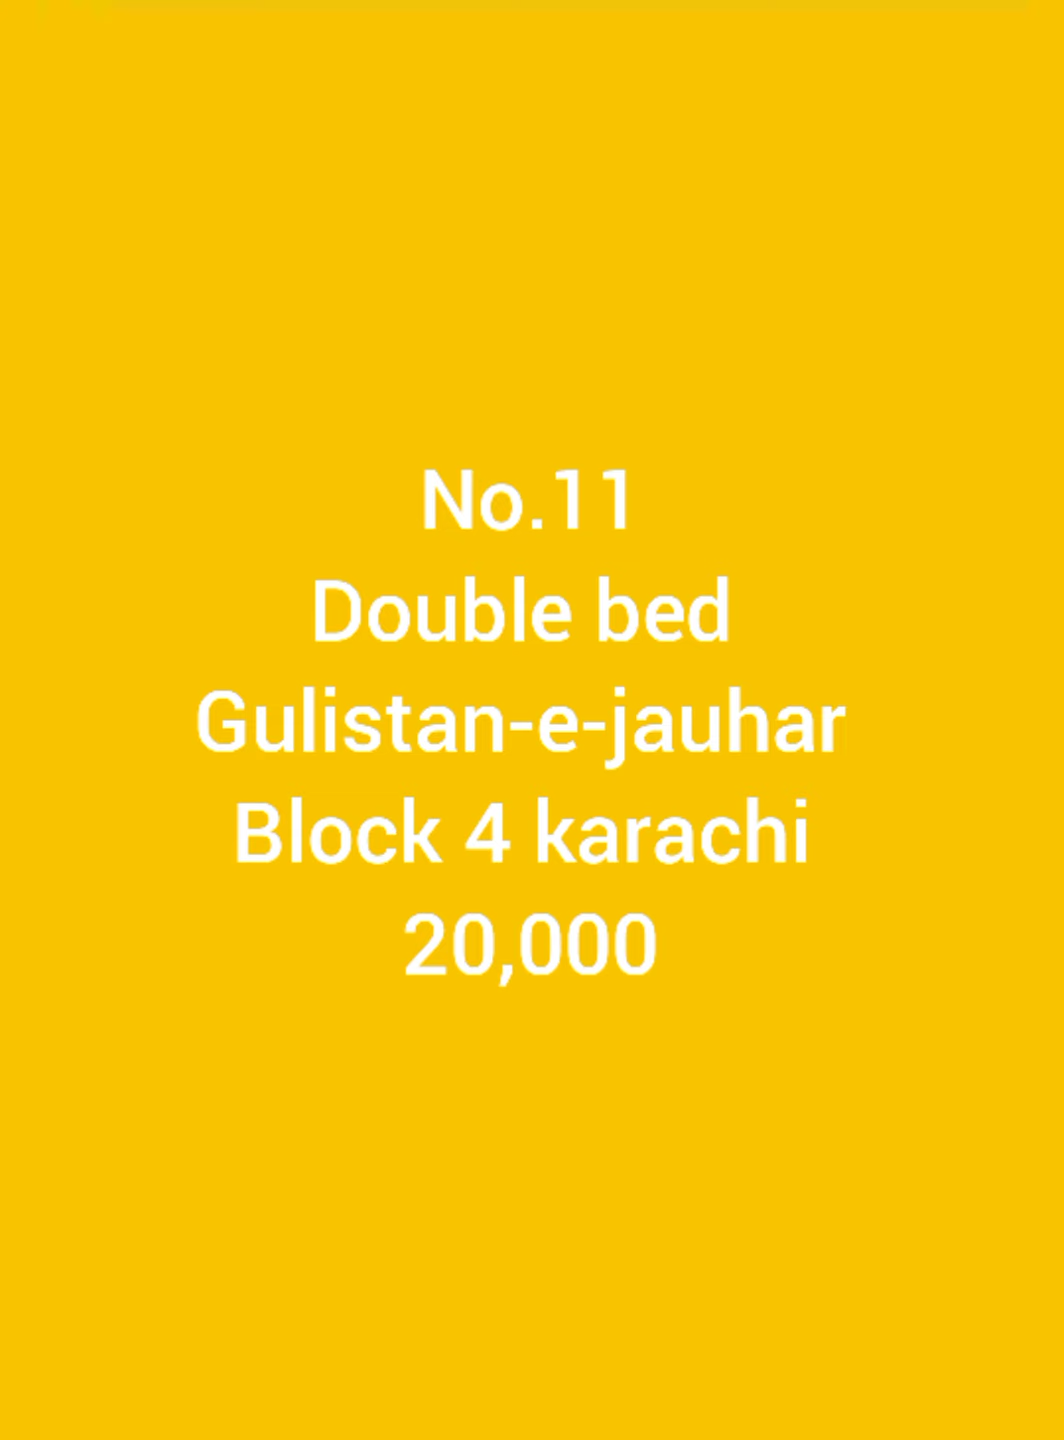 No.11
Double bed
Gulistan-e-jauhar
Block 4 karachi
20,000